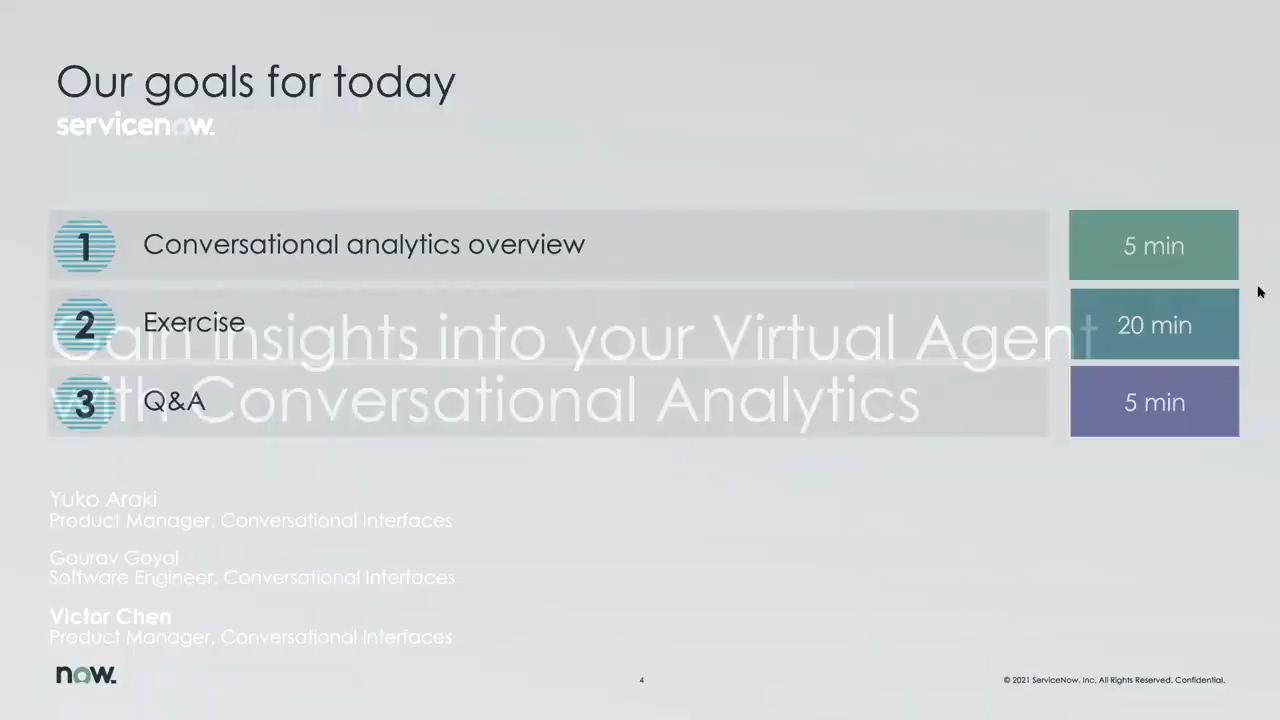 Our goals for today
servicenow.
1 Conversational analytics overview 5 min
2 Exercise 20 min
Gain insights into your Virtual Agent
3 Q&A 5 min
with Conversational Analytics
Yuko Araki
Product Manager, Conversational Interfaces
Gaurav Goyal
Software Engineer, Conversational Interfaces
Victor Chen
Product Manager, Conversational Interfaces
now.
4
© 2021 ServiceNow, Inc. All Rights Reserved. Confidential.